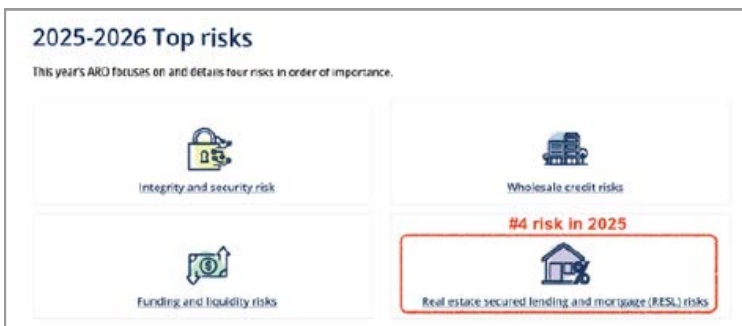 2025-2026 Top risks
This year's ARO focuses on and details four risks in order of importance.
Integrity and security risk
Wholesale credit risks
#4 risk in 2025
Funding and liquidity risks
Real estate secured lending and mortgage (RESL) risks